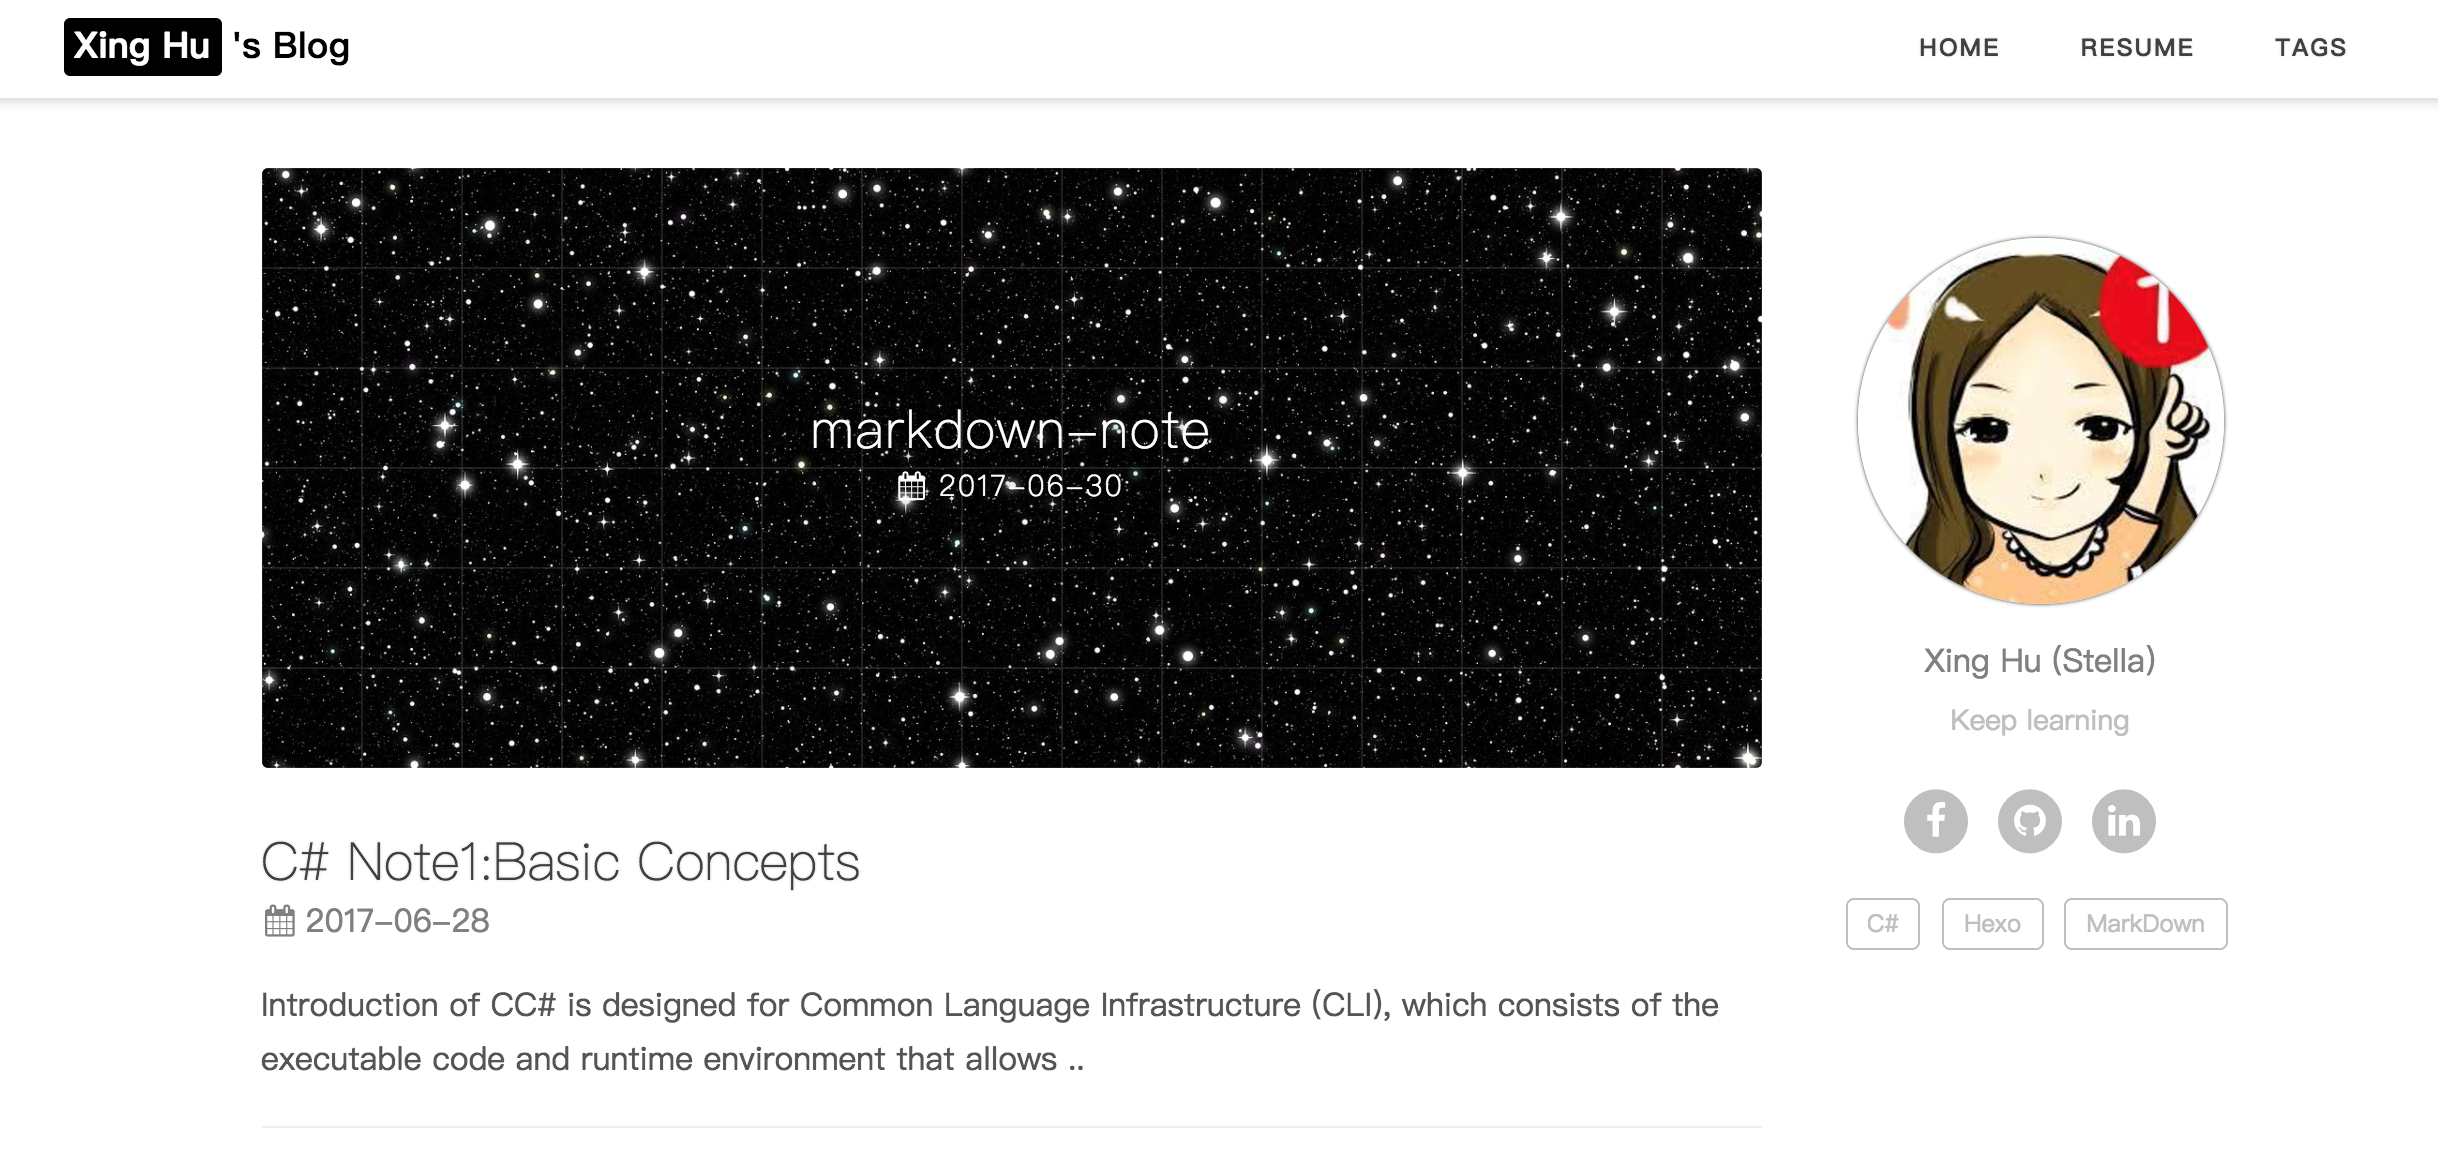 Xing Hu 's Blog
HOME RESUME TAGS
markdown-note
2017-06-30
C# Note1:Basic Concepts
2017-06-28
Introduction of CC# is designed for Common Language Infrastructure (CLI), which consists of the
executable code and runtime environment that allows ..
1
Xing Hu (Stella)
Keep learning
f in
C# Hexo MarkDown